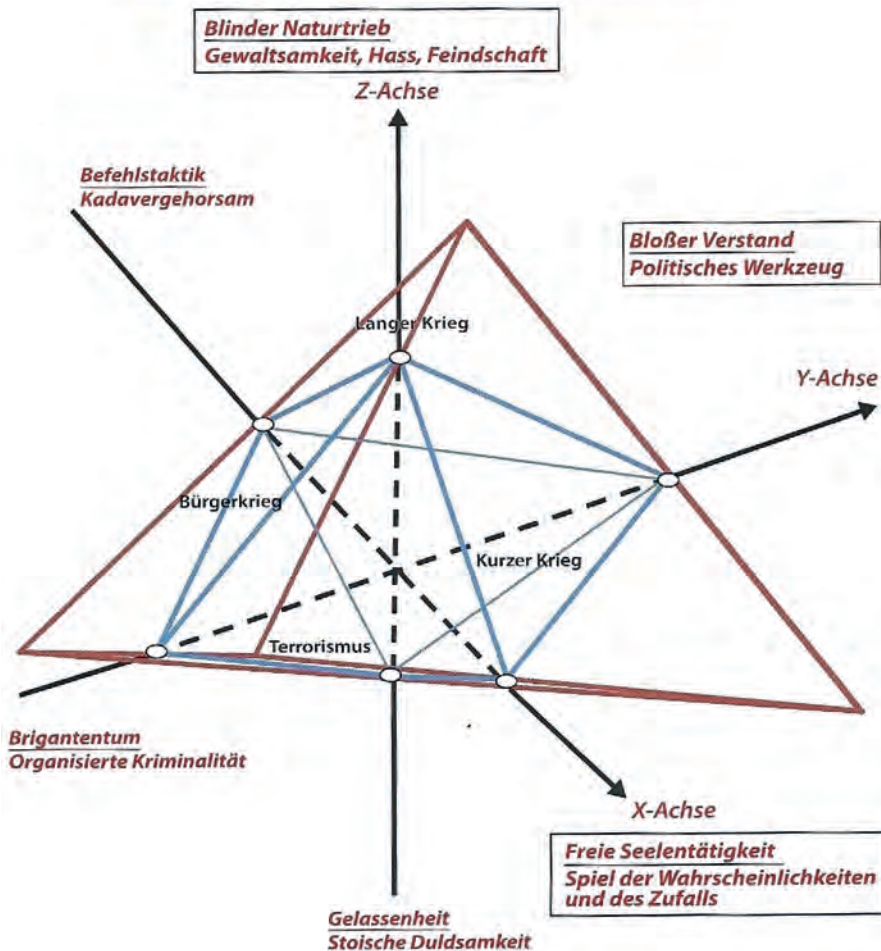 Blinder Naturtrieb
Gewaltsamkeit, Hass, Feindschaft
Z-Achse
Befehlstaktik
Kadavergehorsam
Bloßer Verstand
Politisches Werkzeug
Langer Krieg
Y-Achse
Bürgerkrieg
Kurzer Krieg
Terrorismus
Brigantentum
Organisierte Kriminalität
X-Achse
Freie Seelentätigkeit
Spiel der Wahrscheinlichkeiten
und des Zufalls
Gelassenheit
Stoische Duldsamkeit